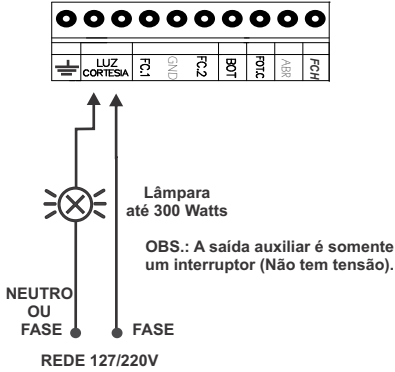 LUZ
CORTESIA
FC.1
GND
FC.2
BOT
FOT.C
ABR
FCH
Lâmpara
até 300 Watts
OBS.: A saída auxiliar é somente
um interruptor (Não tem tensão).
NEUTRO
OU
FASE
FASE
REDE 127/220V